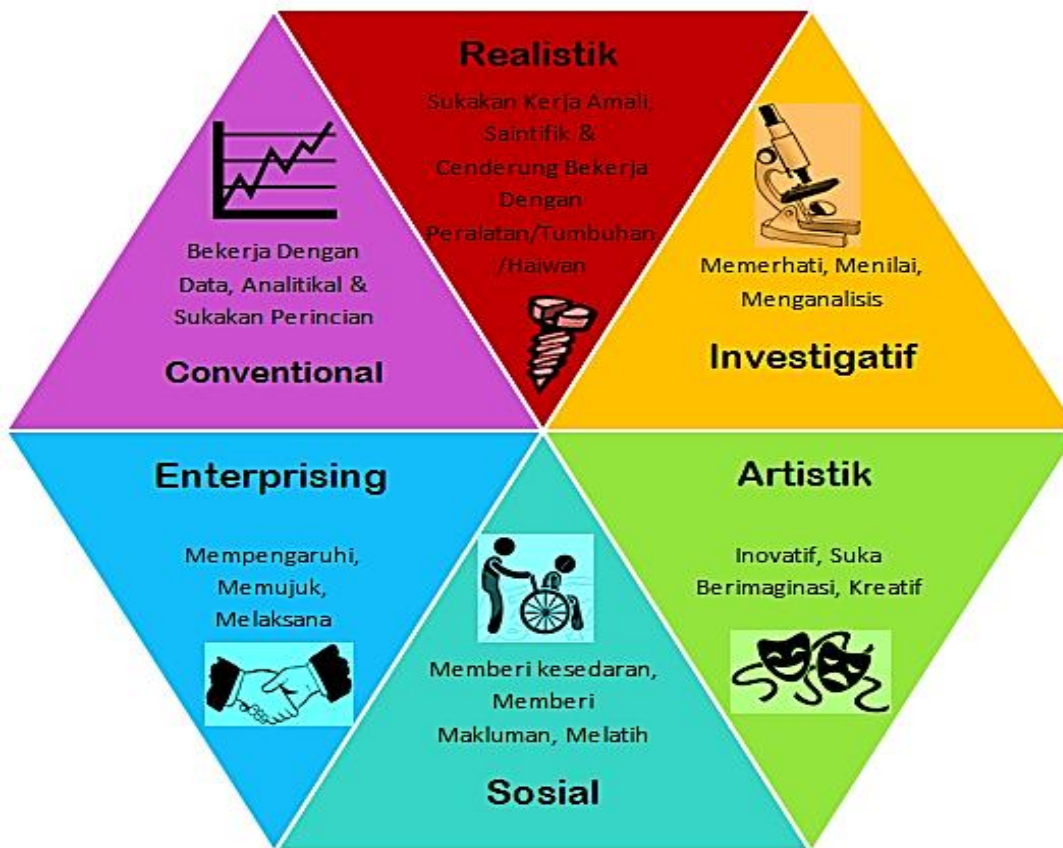 Realistik
Sukakan Kerja Amali,
Saintifik &
Cenderung Bekerja
Dengan
Peralatan/Tumbuhan
/Haiwan
Memerhati, Menilai,
Menganalisis
Investigatif
Artistik
Inovatif, Suka
Berimaginasi, Kreatif
Memberi kesedaran,
Memberi
Makluman, Melatih
Sosial
Enterprising
Mempengaruhi,
Memujuk,
Melaksana
Bekerja Dengan
Data, Analitikal &
Sukakan Perincian
Conventional